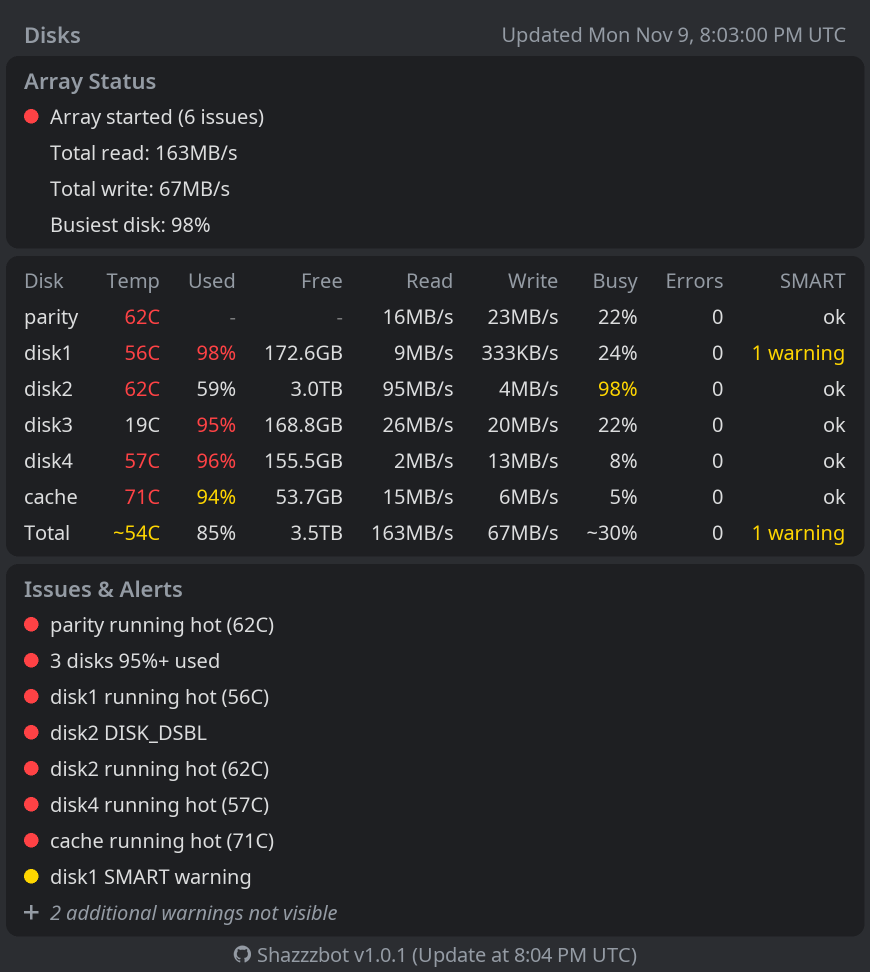 Disks Updated Mon Nov 9, 8:03:00 PM UTC
Array Status
Array started (6 issues)
Total read: 163MB/s
Total write: 67MB/s
Busiest disk: 98%
Disk Temp Used Free Read Write Busy Errors SMART
parity 62C - - 16MB/s 23MB/s 22% 0 ok
disk1 56C 98% 172.6GB 9MB/s 333KB/s 24% 0 1 warning
disk2 62C 59% 3.0TB 95MB/s 4MB/s 98% 0 ok
disk3 19C 95% 168.8GB 26MB/s 20MB/s 22% 0 ok
disk4 57C 96% 155.5GB 2MB/s 13MB/s 8% 0 ok
cache 71C 94% 53.7GB 15MB/s 6MB/s 5% 0 ok
Total ~54C 85% 3.5TB 163MB/s 67MB/s ~30% 0 1 warning
Issues & Alerts
parity running hot (62C)
3 disks 95%+ used
disk1 running hot (56C)
disk2 DISK_DSBL
disk2 running hot (62C)
disk4 running hot (57C)
cache running hot (71C)
disk1 SMART warning
+ 2 additional warnings not visible
Shazzzbot v1.0.1 (Update at 8:04 PM UTC)